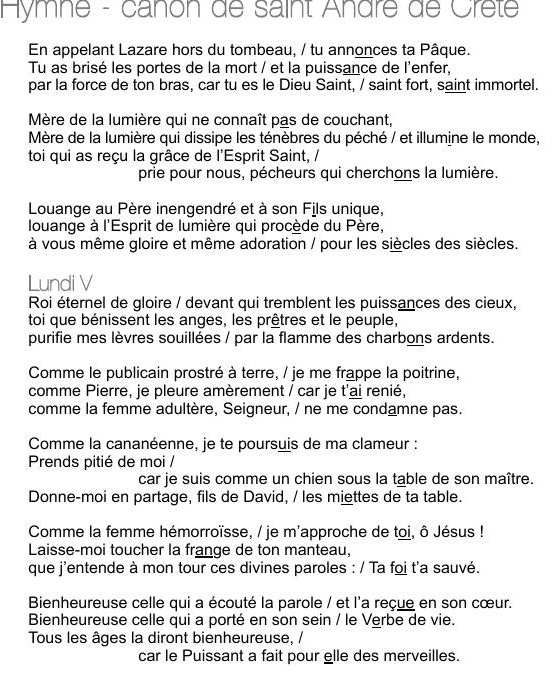 Hymne - canon de saint André de Crète
En appelant Lazare hors du tombeau, / tu annonces ta Pâque.
Tu as brisé les portes de la mort / et la puissance de l'enfer,
par la force de ton bras, car tu es le Dieu Saint, / saint fort, saint immortel.
Mère de la lumière qui ne connaît pas de couchant,
Mère de la lumière qui dissipe les ténèbres du péché / et illumine le monde,
toi qui as reçu la grâce de l'Esprit Saint, /
prie pour nous, pécheurs qui cherchons la lumière.
Louange au Père inengendré et à son Fils unique,
louange à l'Esprit de lumière qui procède du Père,
à vous même gloire et même adoration / pour les siècles des siècles.
Lundi V
Roi éternel de gloire / devant qui tremblent les puissances des cieux,
toi que bénissent les anges, les prêtres et le peuple,
purifie mes lèvres souillées / par la flamme des charbons ardents.
Comme le publicain prostré à terre, / je me frappe la poitrine,
comme Pierre, je pleure amèrement / car je t'ai renié,
comme la femme adultère, Seigneur, / ne me condamne pas.
Comme la cananéenne, je te poursuis de ma clameur :
Prends pitié de moi /
car je suis comme un chien sous la table de son maître.
Donne-moi en partage, fils de David, / les miettes de ta table.
Comme la femme hémorroïsse, / je m'approche de toi, ô Jésus !
Laisse-moi toucher la frange de ton manteau,
que j'entende à mon tour ces divines paroles : / Ta foi t'a sauvé.
Bienheureuse celle qui a écouté la parole / et l'a reçue en son cœur.
Bienheureuse celle qui a porté en son sein / le Verbe de vie.
Tous les âges la diront bienheureuse, /
car le Puissant a fait pour elle des merveilles.